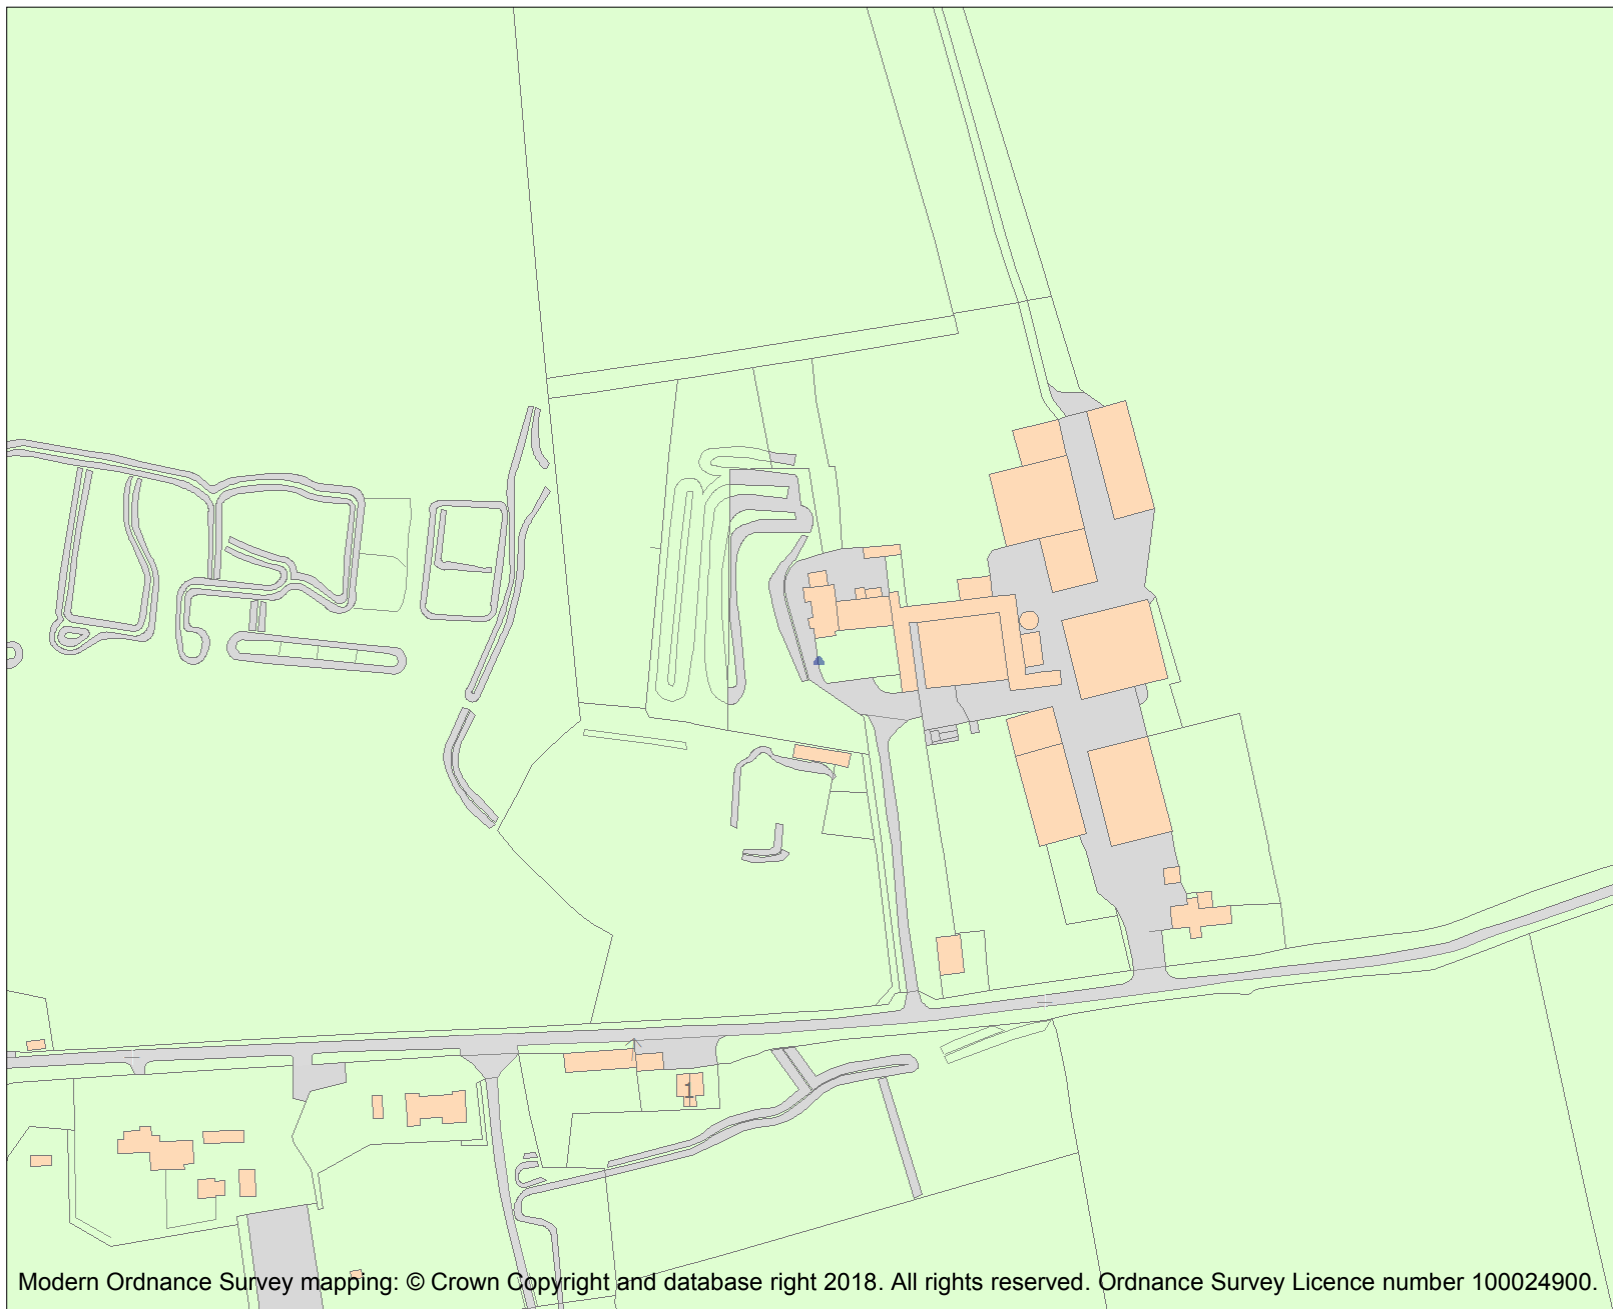 1
Modern Ordnance Survey mapping: © Crown Copyright and database right 2018. All rights reserved. Ordnance Survey Licence number 100024900.